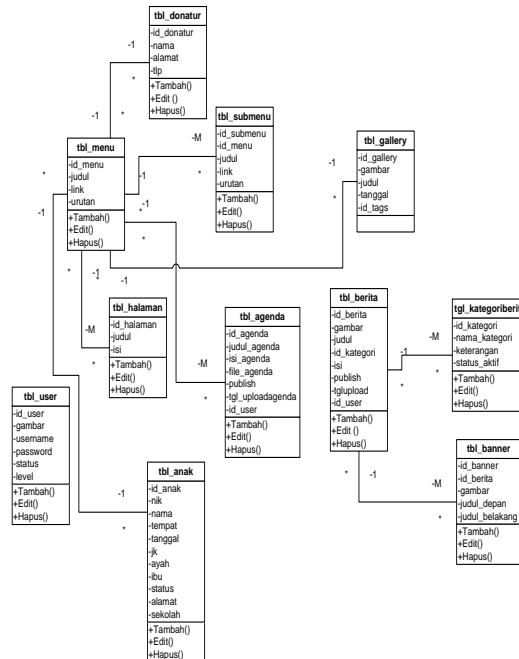 tbl_donatur
-id_donatur
-nama
-alamat
-tlp
+Tambah()
+Edit ()
+Hapus()
-1
*
-1
*
tbl_submenu
-id_submenu
-id_menu
-judul
-link
-urutan
+Tambah()
+Edit ()
+Hapus()
-M
*
-1
*
tbl_gallery
-id_gallery
-gambar
-judul
-tanggal
-id_tags
-1
*
tbl_menu
-id_menu
-judul
-link
-urutan
+Tambah()
+Edit()
+Hapus()
*
-1
-1
*
*
-1
*
-1
tbl_halaman
-id_halaman
-judul
-isi
+Tambah()
+Edit()
+Hapus()
-M
*
tbl_agenda
-id_agenda
-judul_agenda
-isi_agenda
-file_agenda
-publish
-tgl_uploadagenda
-id_user
+Tambah()
+Edit()
+Hapus()
-M
*
tbl_berita
-id_berita
-gambar
-judul
-id_kategori
-isi
-publish
-tglupload
-id_user
+Tambah()
+Edit ()
+Hapus()
-1
*
*
-1
tgl_kategoriberit
-id_kategori
-nama_kategori
-keterangan
-status_aktif
+Tambah()
+Edit()
+Hapus()
-M
*
tbl_banner
-id_banner
-id_berita
-gambar
-judul_depan
-judul_belakang
+Tambah()
+Edit()
+Hapus()
-M
*
tbl_user
-id_user
-gambar
-username
-password
-status
-level
+Tambah()
+Edit()
+Hapus()
tbl_anak
-id_anak
-nik
-nama
-tempat
-tanggal
-jk
-ayah
-ibu
-status
-alamat
-sekolah
+Tambah()
+Edit()
+Hapus()
-1
*